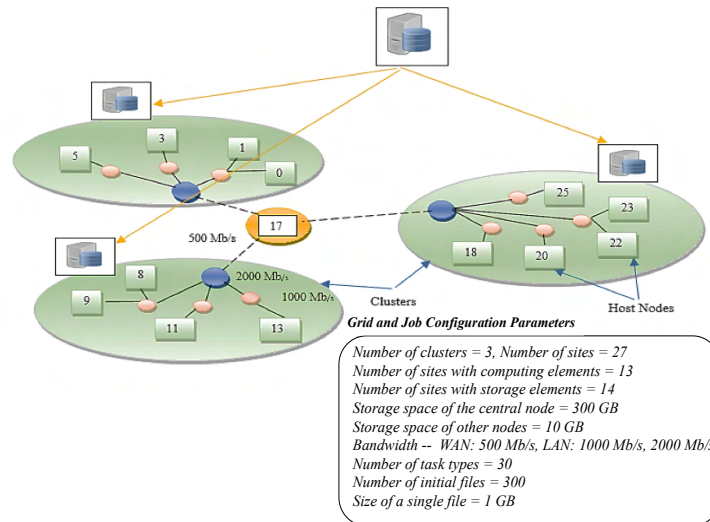 3
1
5
0
25
23
17
500 Mb/s
18
20
22
8
2000 Mb/s
9
1000 Mb/s
Clusters
Host Nodes
11
13
Grid and Job Configuration Parameters
Number of clusters = 3, Number of sites = 27
Number of sites with computing elements = 13
Number of sites with storage elements = 14
Storage space of the central node = 300 GB
Storage space of other nodes = 10 GB
Bandwidth -- WAN: 500 Mb/s, LAN: 1000 Mb/s, 2000 Mb/s
Number of task types = 30
Number of initial files = 300
Size of a single file = 1 GB